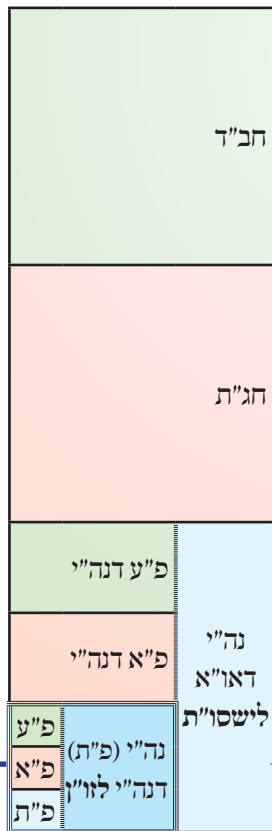 חב"ד
חג"ת
פ"ע דנה"י
פ"א דנה"י
נה"י
דאו"א
לישסו"ת
נה"י (פ"ת)
דנה"י לזו"ן
פ"ע
פ"א
פ"ת